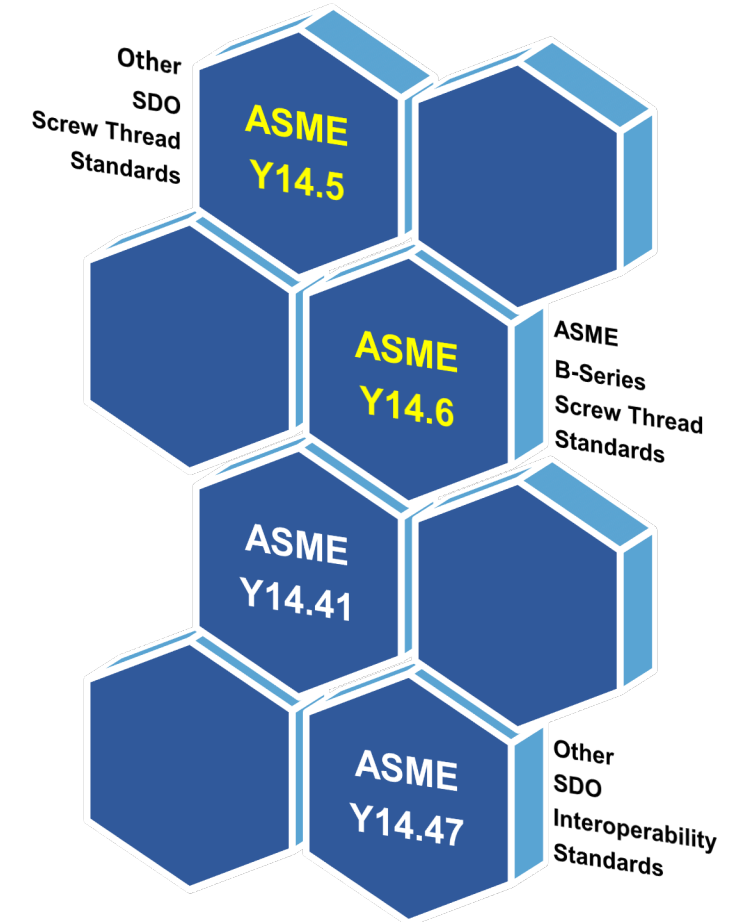 Other
SDO
Screw Thread
Standards
ASME
Y14.5
ASME
Y14.6
ASME
B-Series
Screw Thread
Standards
ASME
Y14.41
ASME
Y14.47
Other
SDO
Interoperability
Standards